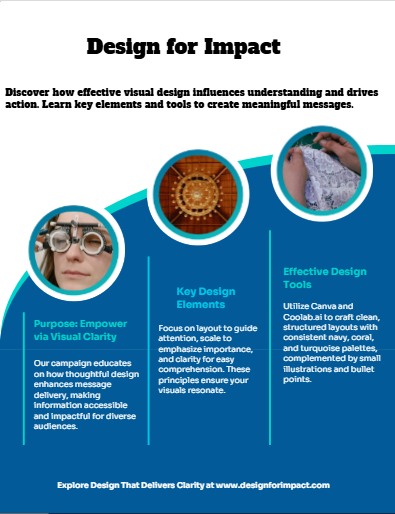 Design for Impact
Discover how effective visual design influences understanding and drives
action. Learn key elements and tools to create meaningful messages.
Purpose: Empower
via Visual Clarity
Our campaign educates
on how thoughtful design
enhances message
delivery, making
information accessible
and impactful for diverse
audiences.
Key Design
Elements
Focus on layout to guide
attention, scale to
emphasize importance,
and clarity for easy
comprehension. These
principles ensure your
visuals resonate.
Effective Design
Tools
Utilize Canva and
Coolab.ai to craft clean,
structured layouts with
consistent navy, coral,
and turquoise palettes,
complemented by small
illustrations and bullet
points.
Explore Design That Delivers Clarity at www.designforimpact.com